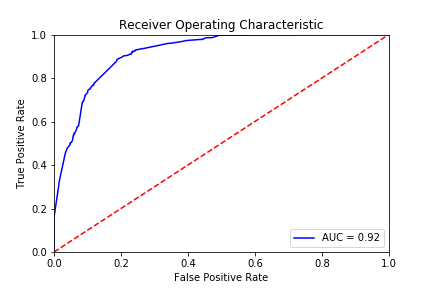 Receiver Operating Characteristic
True Positive Rate
1.0
0.8
0.6
0.4
0.2
0.0
AUC = 0.92
0.0 0.2 0.4 0.6 0.8 1.0
False Positive Rate